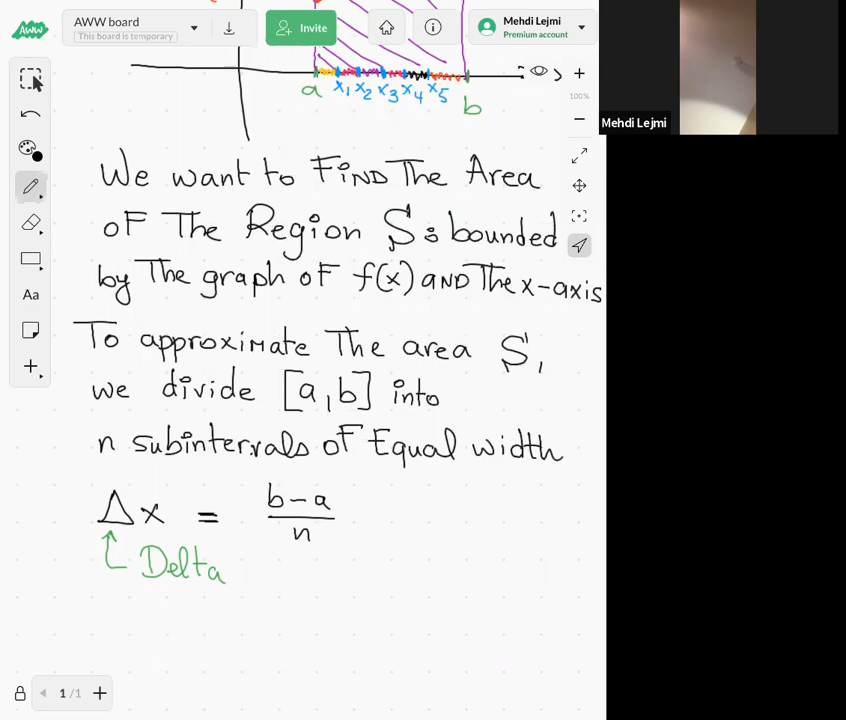 AWW
AWW board
This board is temporary
Invite
Mehdi Lejmi
Premium account
a x1 x2 x3 x4 x5 b
100%
Mehdi Lejmi
We want to FIND The Area
OF The Region S: bounded
by The graph OF f(x) AND The x-axis
To approximate The area S,
we divide [a,b] into
n subintervals OF Equal width
Aa
Δx = (b-a)/n
Delta
1/1